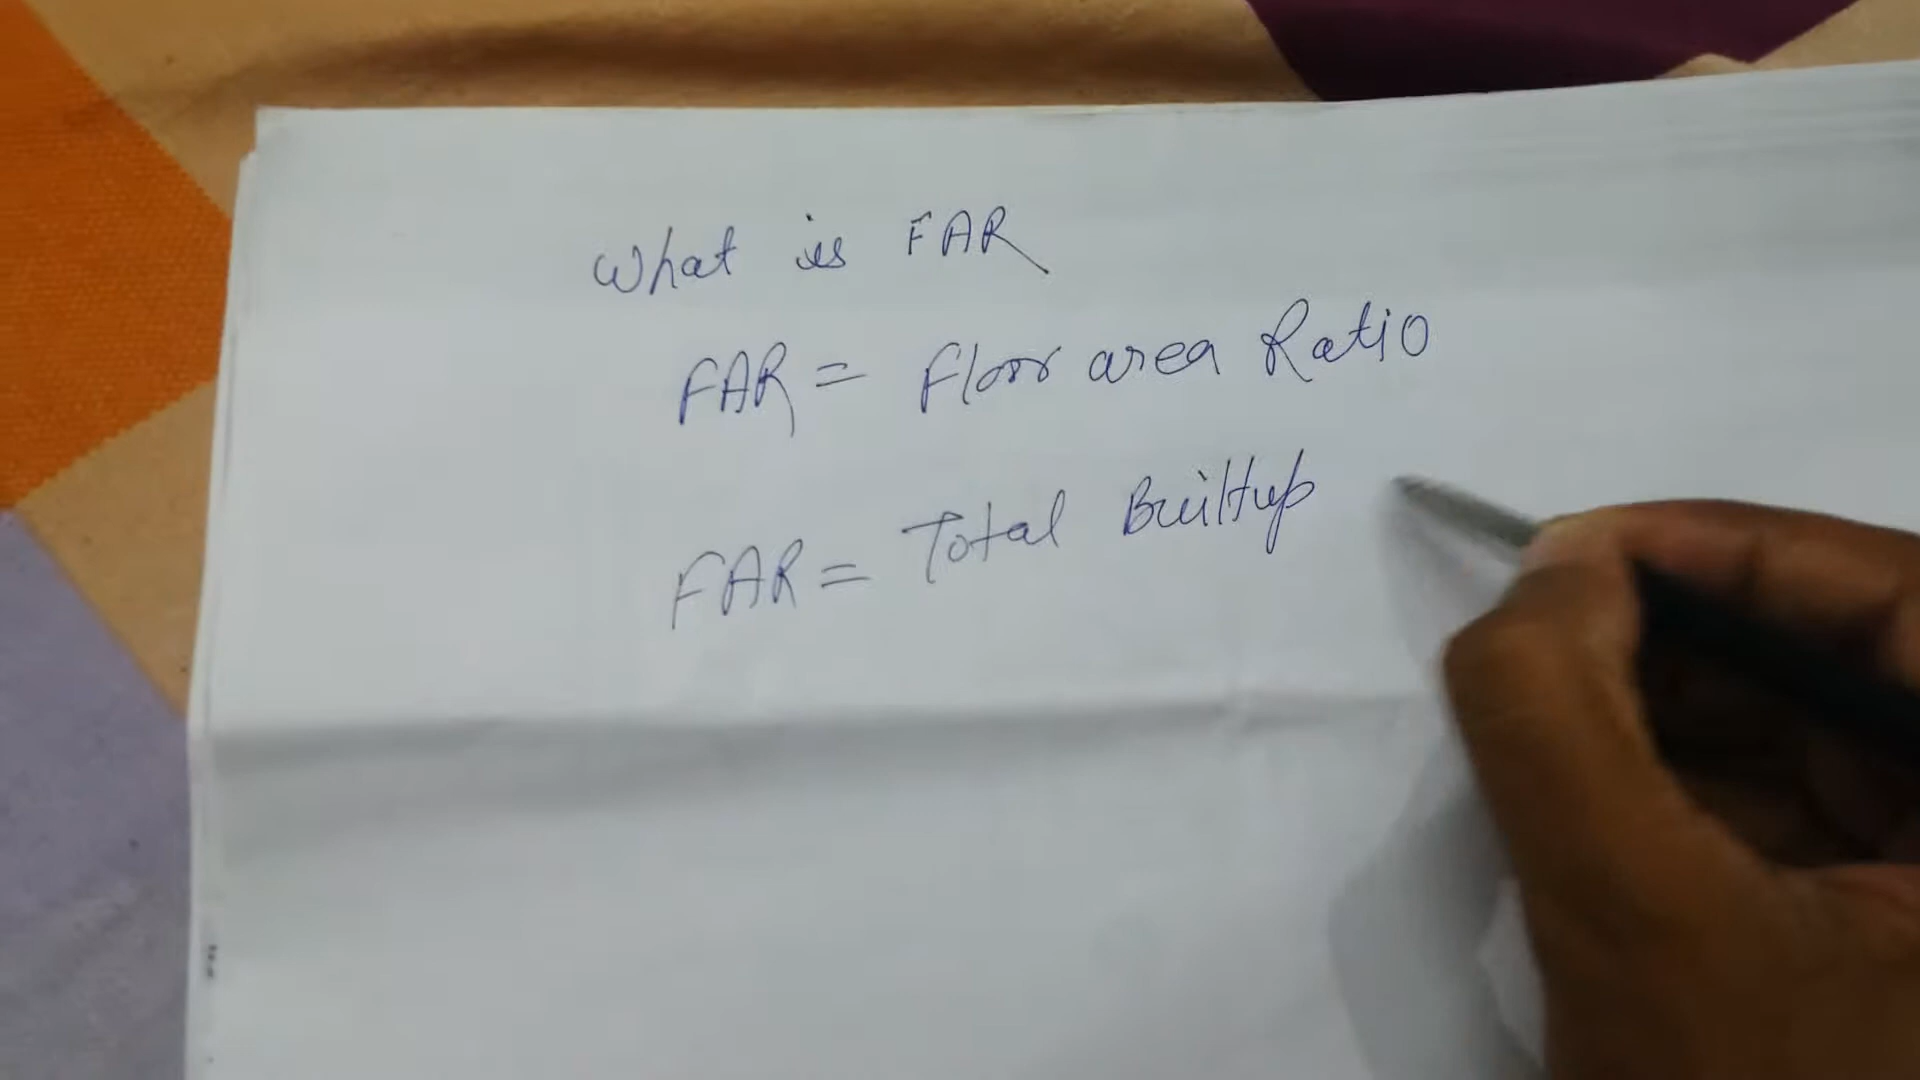 What is FAR
FAR = Floor area Ratio
FAR = Total Builtup